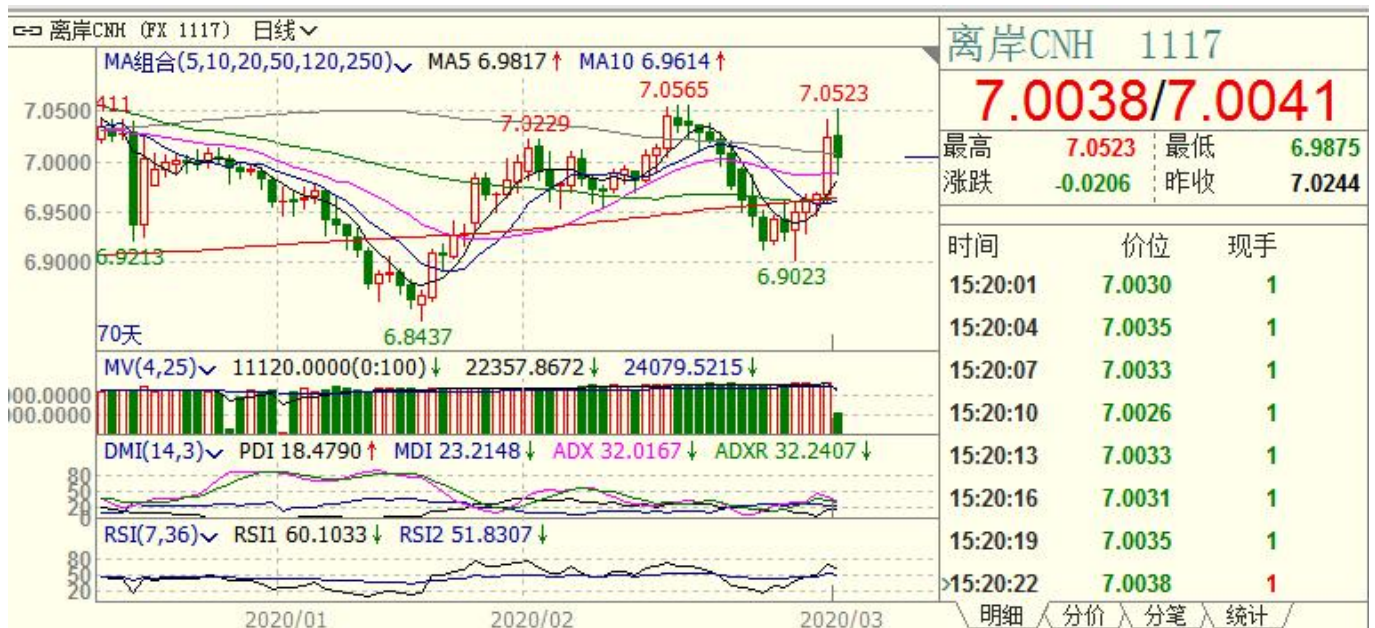 离岸CNH (FX 1117) 日线
MA组合(5,10,20,50,120,250) MA5 6.9817↑ MA10 6.9614↑
411
7.0565
7.0523
7.0500
7.0229
7.0000
6.9500
6.9213
6.9000
6.9023
6.8437
70天
MV(4,25) 11120.0000(0:100)↓ 22357.8672↓ 24079.5215↓
00.0000
00.0000
DMI(14,3) PDI 18.4790↑ MDI 23.2148↓ ADX 32.0167↓ ADXR 32.2407↓
80
50
20
0
RSI(7,36) RSI1 60.1033↓ RSI2 51.8307↓
80
50
20
2020/01 2020/02 2020/03
离岸CNH 1117
7.0038/7.0041
最高 7.0523 最低 6.9875
涨跌 -0.0206 昨收 7.0244
时间 价位 现手
15:20:01 7.0030 1
15:20:04 7.0035 1
15:20:07 7.0033 1
15:20:10 7.0026 1
15:20:13 7.0033 1
15:20:16 7.0031 1
15:20:19 7.0035 1
15:20:22 7.0038 1
明细 分价 分笔 统计